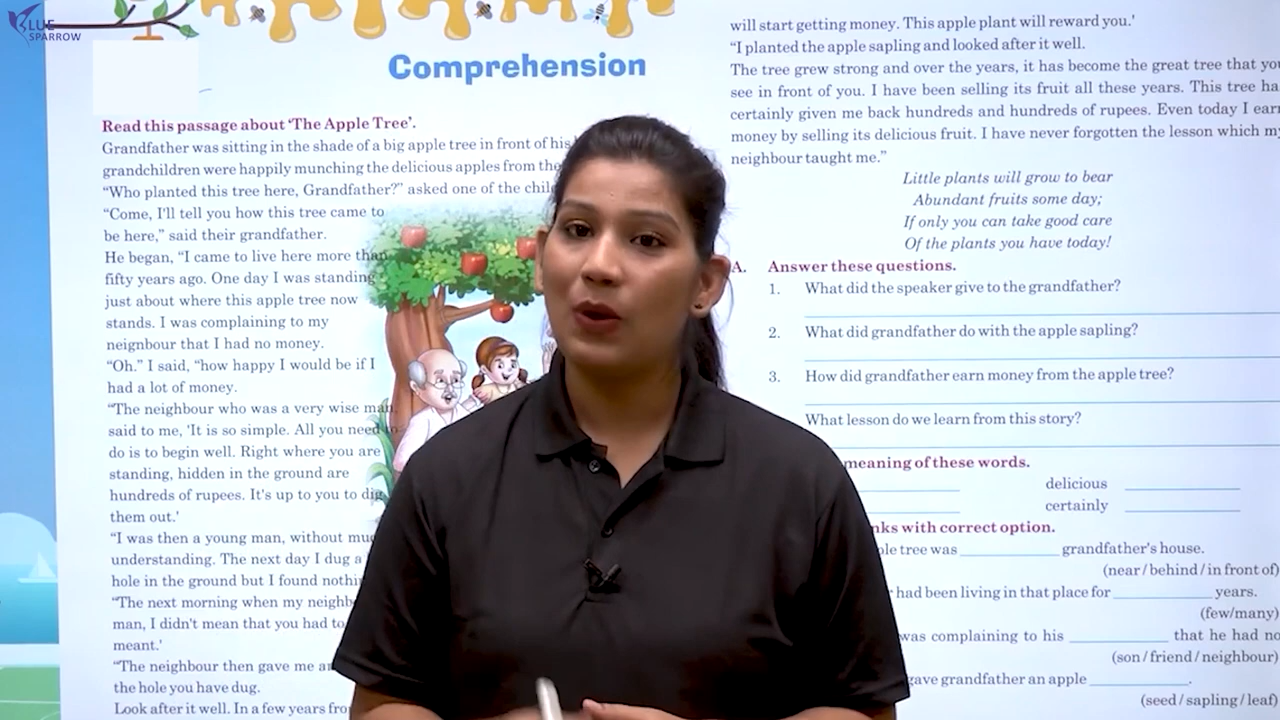 BLUE
SPARROW
Comprehension
Read this passage about 'The Apple Tree'.
Grandfather was sitting in the shade of a big apple tree in front of his
grandchildren were happily munching the delicious apples from the
"Who planted this tree here, Grandfather?" asked one of the
"Come, I'll tell you how this tree came to
be here," said their grandfather.
He began, "I came to live here more than
fifty years ago. One day I was standing
just about where this apple tree now
stands. I was complaining to my
neignbour that I had no money.
"Oh." I said, "how happy I would be if I
had a lot of money.
"The neighbour who was a very wise man
said to me, 'It is so simple. All you need to
do is to begin well. Right where you are
standing, hidden in the ground are
hundreds of rupees. It's up to you to dig
them out.'
"I was then a young man, without
understanding. The next day I dug a
hole in the ground but I found
"The next morning when my
man, I didn't mean that you had to
meant.'
"The neighbour then gave me
the hole you have dug.
Look after it well. In a few years
will start getting money. This apple plant will reward you.'
"I planted the apple sapling and looked after it well.
The tree grew strong and over the years, it has become the great tree that
see in front of you. I have been selling its fruit all these years. This tree
certainly given me back hundreds and hundreds of rupees. Even today I
money by selling its delicious fruit. I have never forgotten the lesson which
neighbour taught me."
Little plants will grow to bear
Abundant fruits some day;
If only you can take good care
Of the plants you have today!
A. Answer these questions.
1. What did the speaker give to the grandfather?
2. What did grandfather do with the apple sapling?
3. How did grandfather earn money from the apple tree?
What lesson do we learn from this story?
meaning of these words.
delicious
certainly
with correct option.
tree was grandfather's house.
(near / behind / in front of)
had been living in that place for years.
(few/many)
was complaining to his that he had no
(son / friend / neighbour)
gave grandfather an apple .
(seed / sapling / leaf)